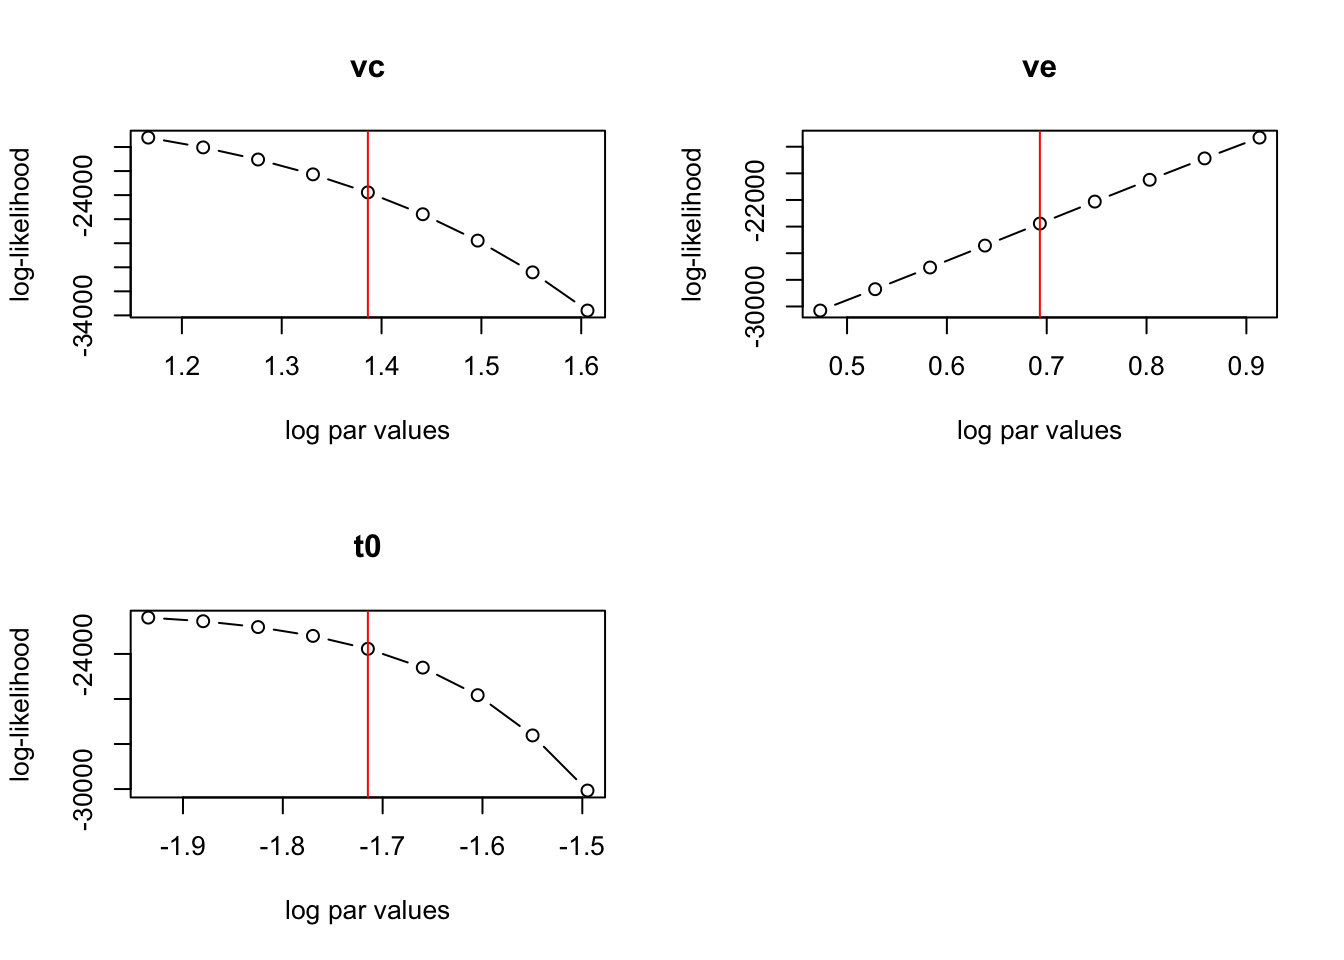 vc
log-likelihood
-24000
-34000
1.2 1.3 1.4 1.5 1.6
log par values
ve
log-likelihood
-22000
-30000
0.5 0.6 0.7 0.8 0.9
log par values
t0
log-likelihood
-24000
-30000
-1.9 -1.8 -1.7 -1.6 -1.5
log par values